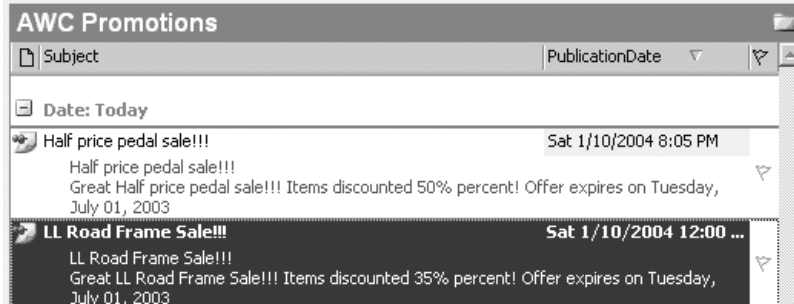 AWC Promotions
Subject PublicationDate
Date: Today
Half price pedal sale!!! Sat 1/10/2004 8:05 PM
Half price pedal sale!!!
Great Half price pedal sale!!! Items discounted 50% percent! Offer expires on Tuesday,
July 01, 2003
LL Road Frame Sale!!! Sat 1/10/2004 12:00 ...
LL Road Frame Sale!!!
Great LL Road Frame Sale!!! Items discounted 35% percent! Offer expires on Tuesday,
July 01, 2003